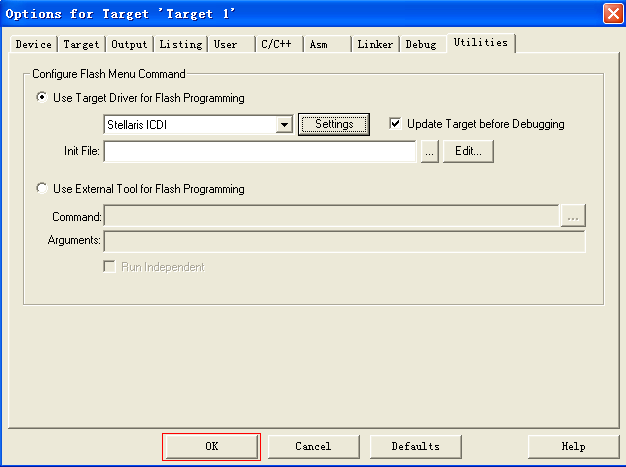 Options for Target 'Target 1'
Device Target Output Listing User C/C++ Asm Linker Debug Utilities
Configure Flash Menu Command
Use Target Driver for Flash Programming
Stellaris ICDI Settings Update Target before Debugging
Init File: ... Edit...
Use External Tool for Flash Programming
Command: ...
Arguments:
Run Independent
OK Cancel Defaults Help